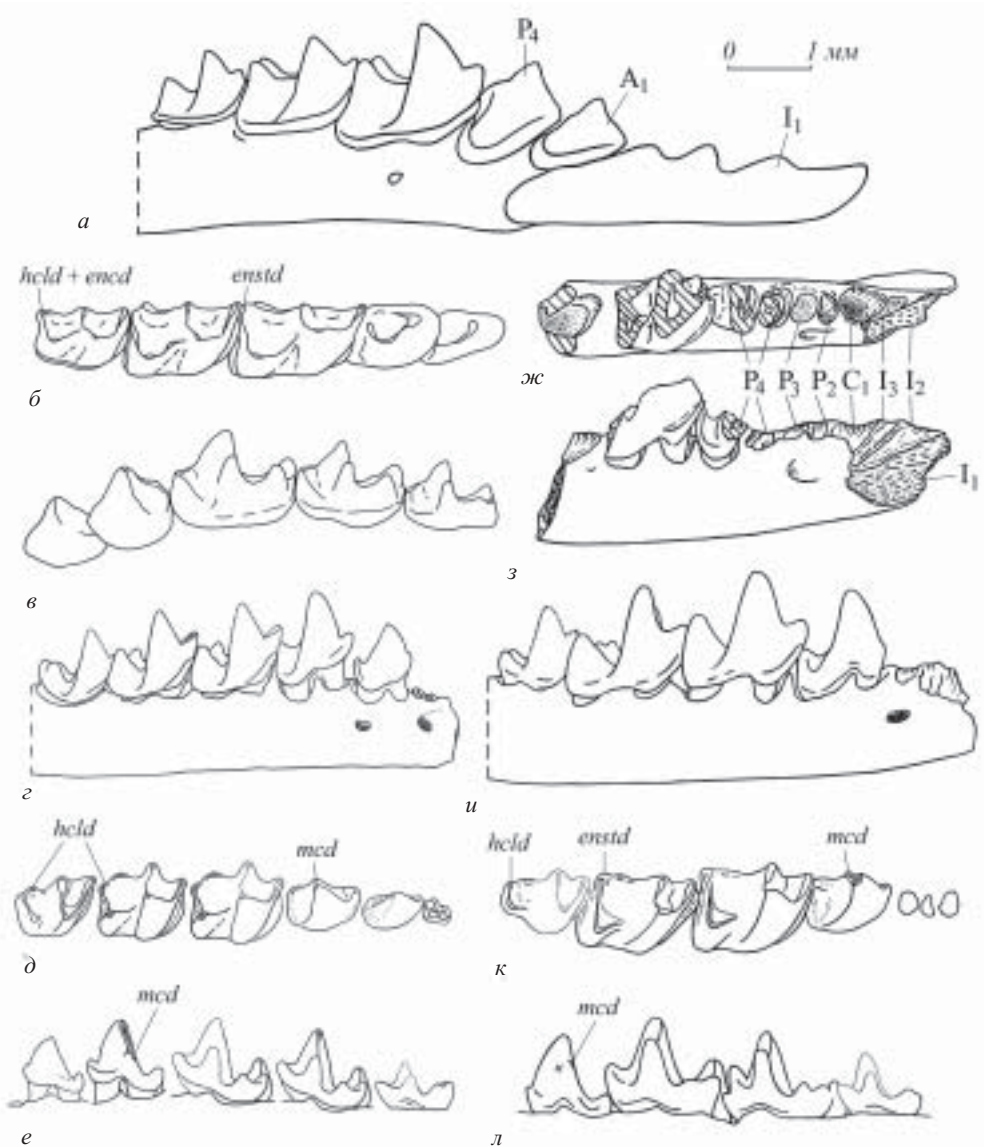 P4
0 1 мм
A1
I1
а
hcld + encd enstd
б
ж
P4 P3 P2 C1 I3 I2
I1
в
з
г
и
hcld mcd
hcld enstd mcd
д
к
mcd
mcd
е
л